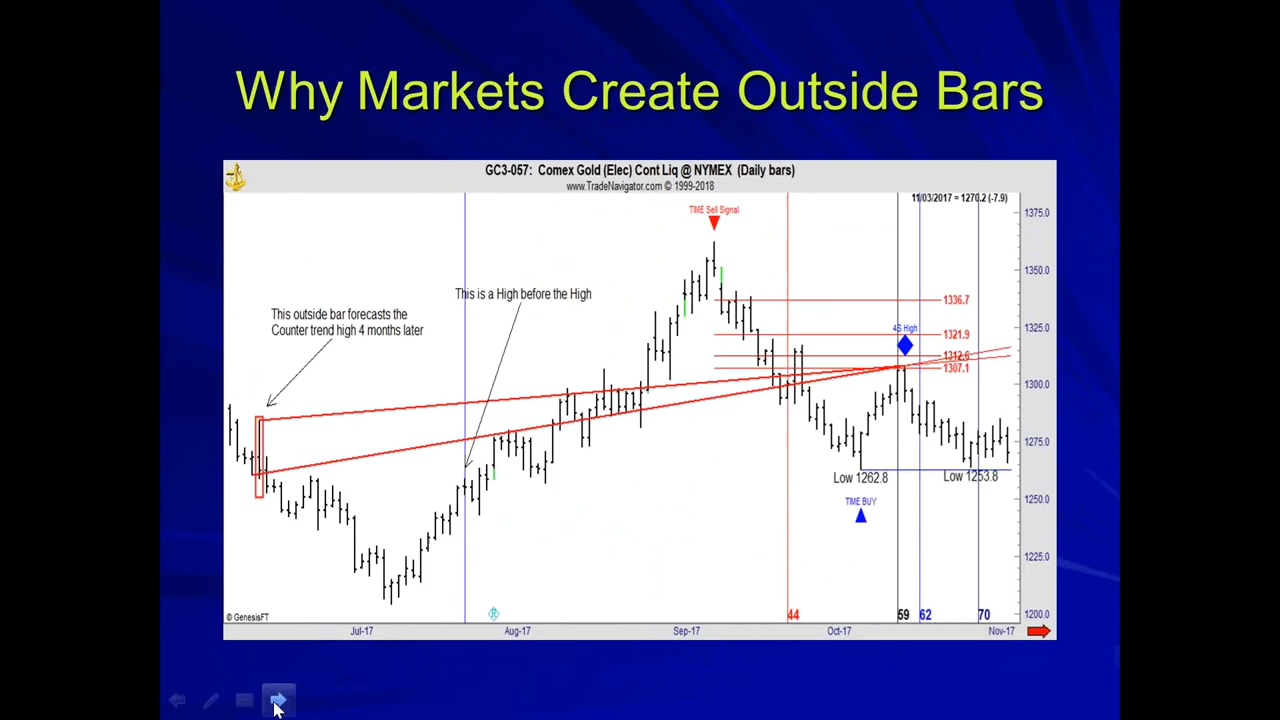 Why Markets Create Outside Bars
GC3-057: Comex Gold (Elec) Cont Liq @ NYMEX (Daily bars)
www.TradeNavigator.com © 1999-2018
11/03/2017 = 1270.2 (-7.9)
TIME Sell Signal
1375.0
1350.0
1325.0
1300.0
1275.0
1250.0
1225.0
1200.0
This is a High before the High
This outside bar forecasts the
Counter trend high 4 months later
1336.7
1321.9
1312.6
1307.1
4S High
Low 1262.8
Low 1253.8
TIME BUY
R
44
59
62
70
© GenesisFT
Jul-17
Aug-17
Sep-17
Oct-17
Nov-17